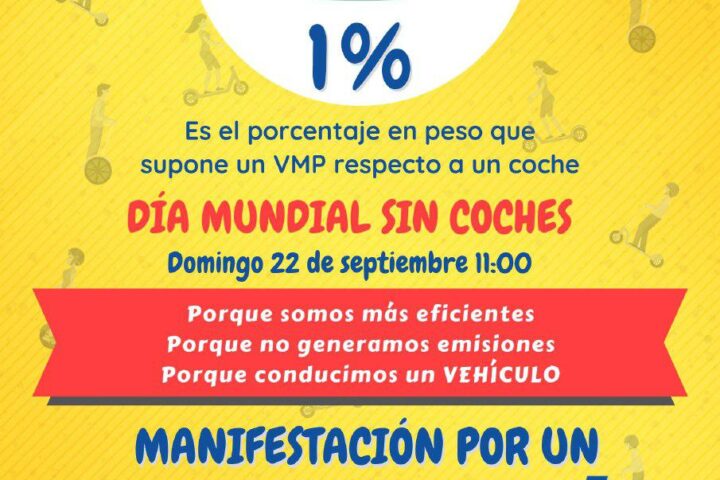 1%
Es el porcentaje en peso que
supone un VMP respecto a un coche
DÍA MUNDIAL SIN COCHES
Domingo 22 de septiembre 11:00
Porque somos más eficientes
Porque no generamos emisiones
Porque conducimos un VEHÍCULO
MANIFESTACIÓN POR UN